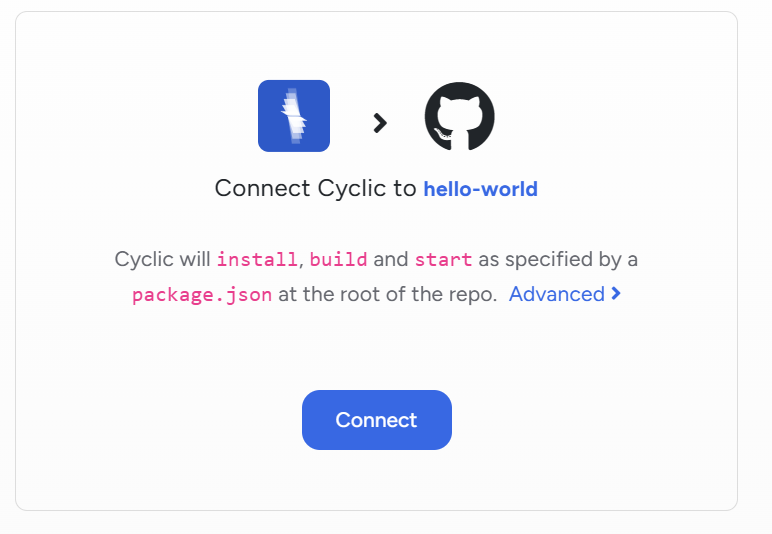 Connect Cyclic to hello-world
Cyclic will install, build and start as specified by a
package.json at the root of the repo. Advanced
Connect